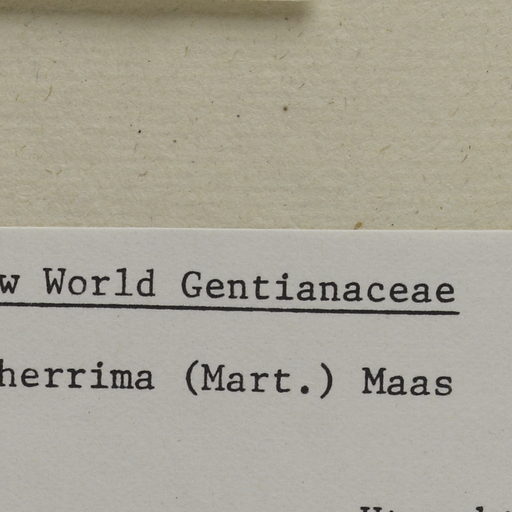 w World Gentianaceae
herrima (Mart.) Maas